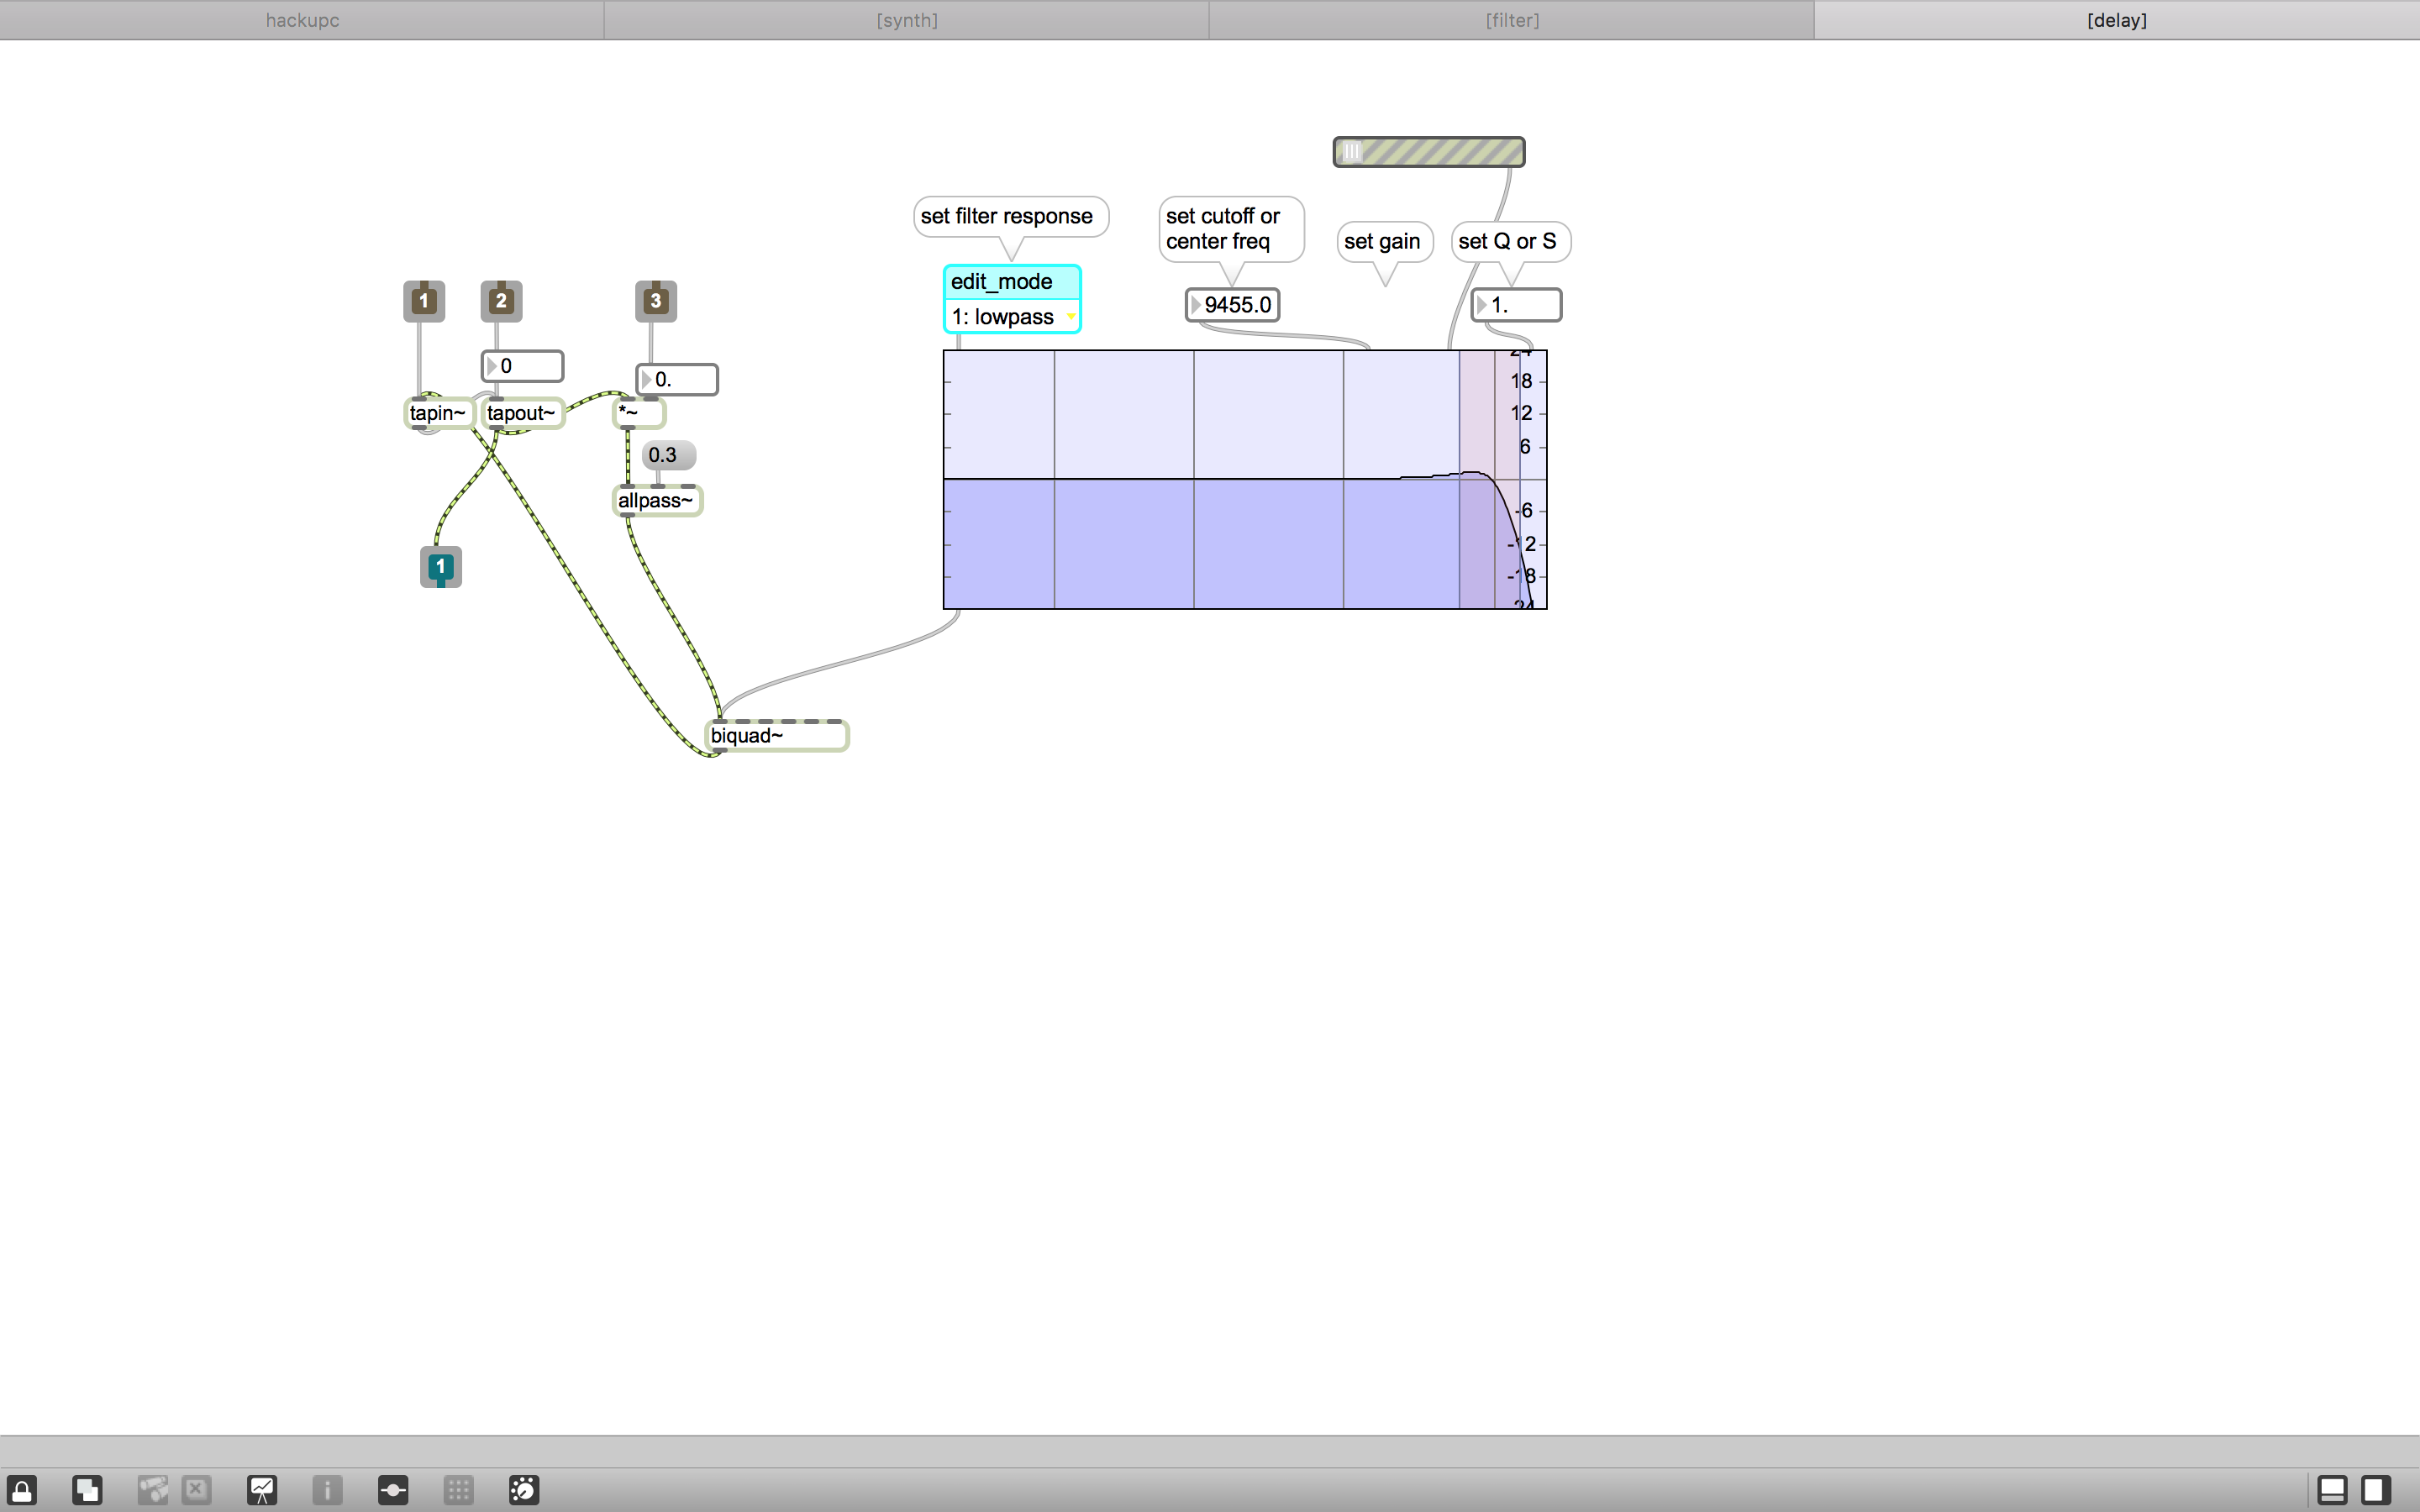 hackupc
[synth]
[filter]
[delay]
set filter response
set cutoff or
center freq
set gain
set Q or S
edit_mode
1: lowpass
9455.0
1.
1
2
3
0
0.
tapin~
tapout~
*~
0.3
allpass~
1
biquad~
24
18
12
6
-6
-12
-18
24